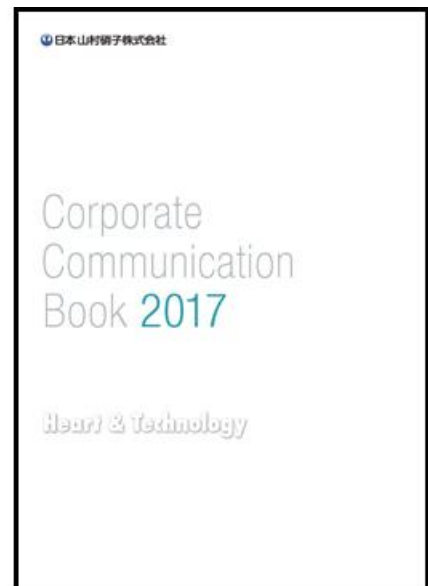 日本山村硝子株式会社
Corporate
Communication
Book 2017
Heart & Technology